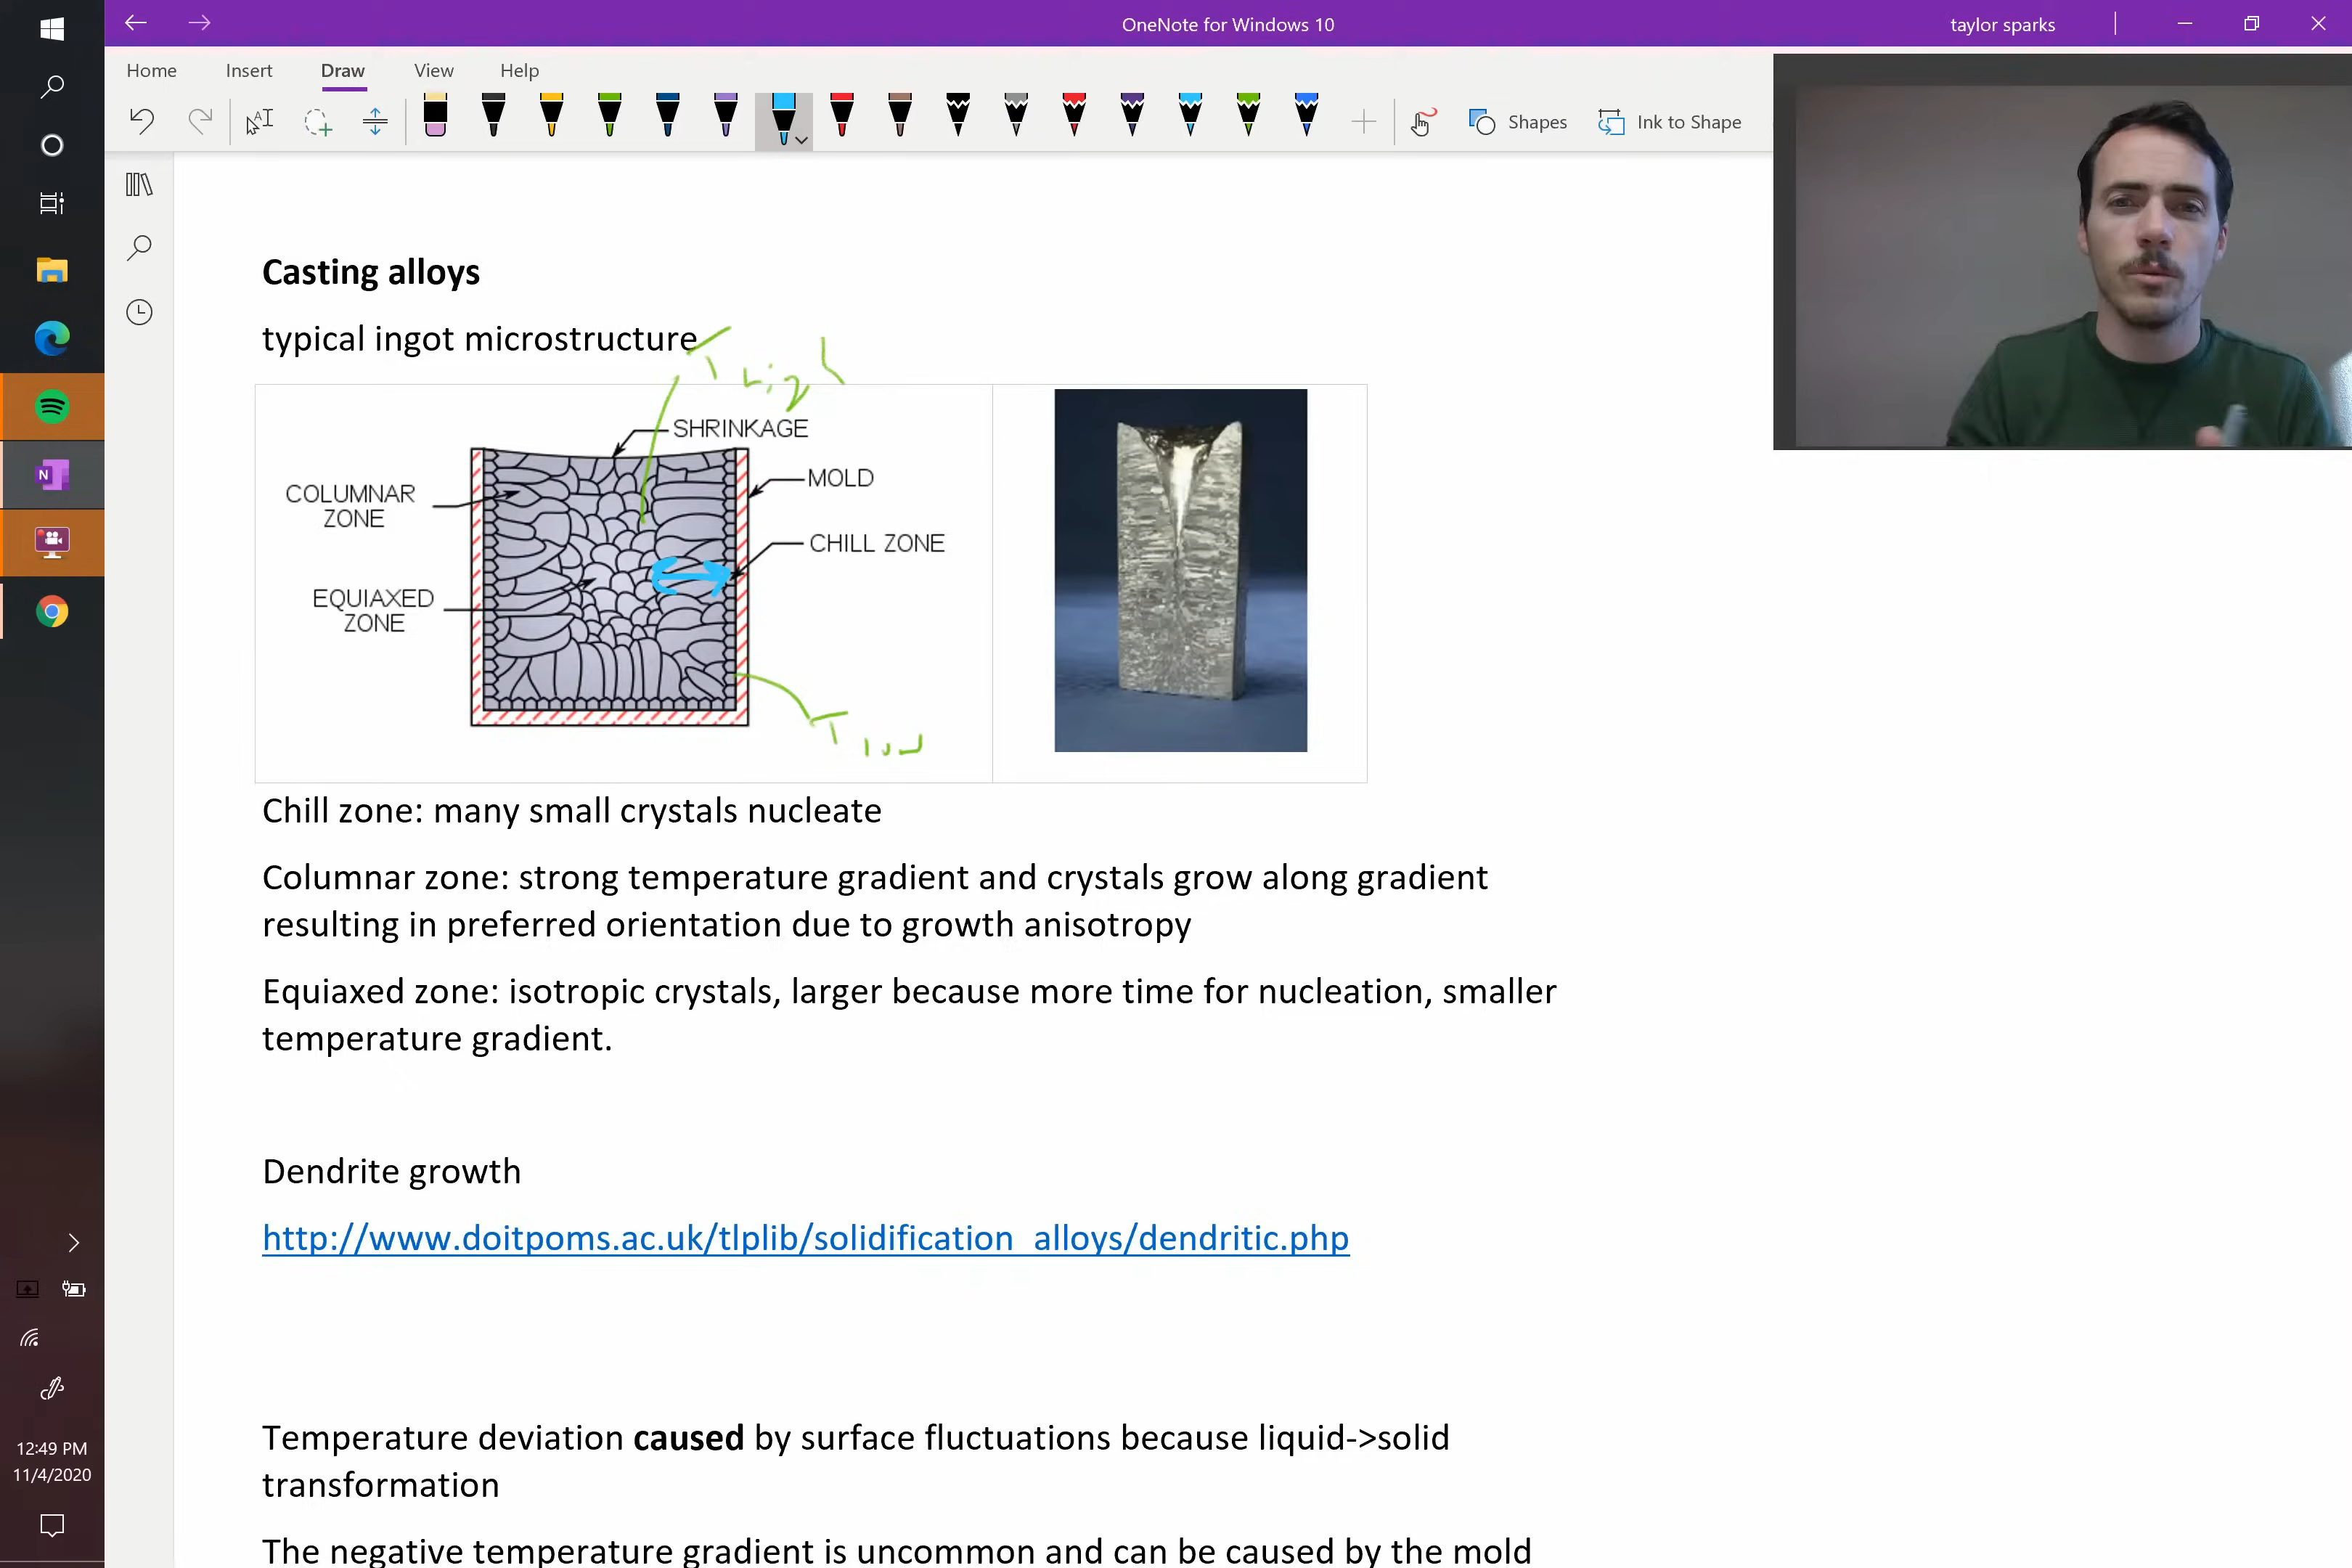 OneNote for Windows 10
taylor sparks
Home Insert Draw View Help
Shapes Ink to Shape
Casting alloys
typical ingot microstructure
T high
SHRINKAGE
MOLD
COLUMNAR
ZONE
CHILL ZONE
EQUIAXED
ZONE
T low
Chill zone: many small crystals nucleate
Columnar zone: strong temperature gradient and crystals grow along gradient
resulting in preferred orientation due to growth anisotropy
Equiaxed zone: isotropic crystals, larger because more time for nucleation, smaller
temperature gradient.
Dendrite growth
http://www.doitpoms.ac.uk/tlplib/solidification_alloys/dendritic.php
Temperature deviation caused by surface fluctuations because liquid->solid
transformation
The negative temperature gradient is uncommon and can be caused by the mold
12:49 PM
11/4/2020